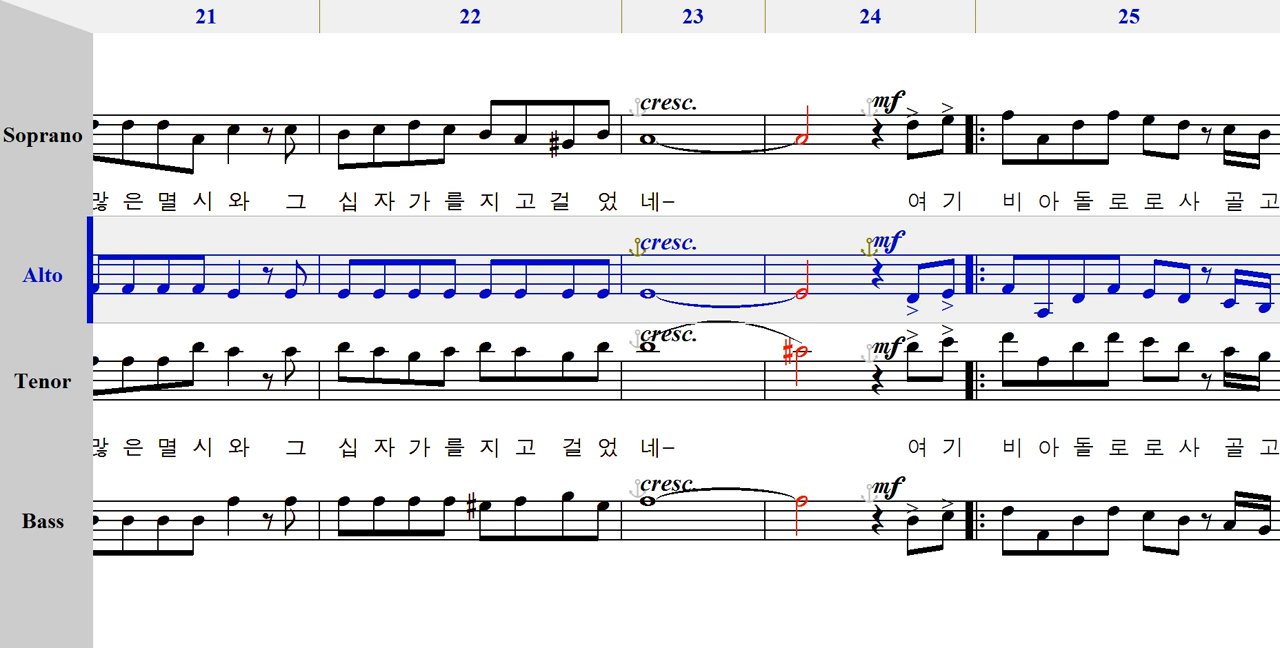 21 22 23 24 25
cresc. mf
Soprano
많 은 멸 시 와 그 십 자 가 를 지 고 걸 었 네– 여 기 비 아 돌 로 로 사 골 고
cresc. mf
Alto
cresc. mf
Tenor
많 은 멸 시 와 그 십 자 가 를 지 고 걸 었 네– 여 기 비 아 돌 로 로 사 골 고
cresc. mf
Bass